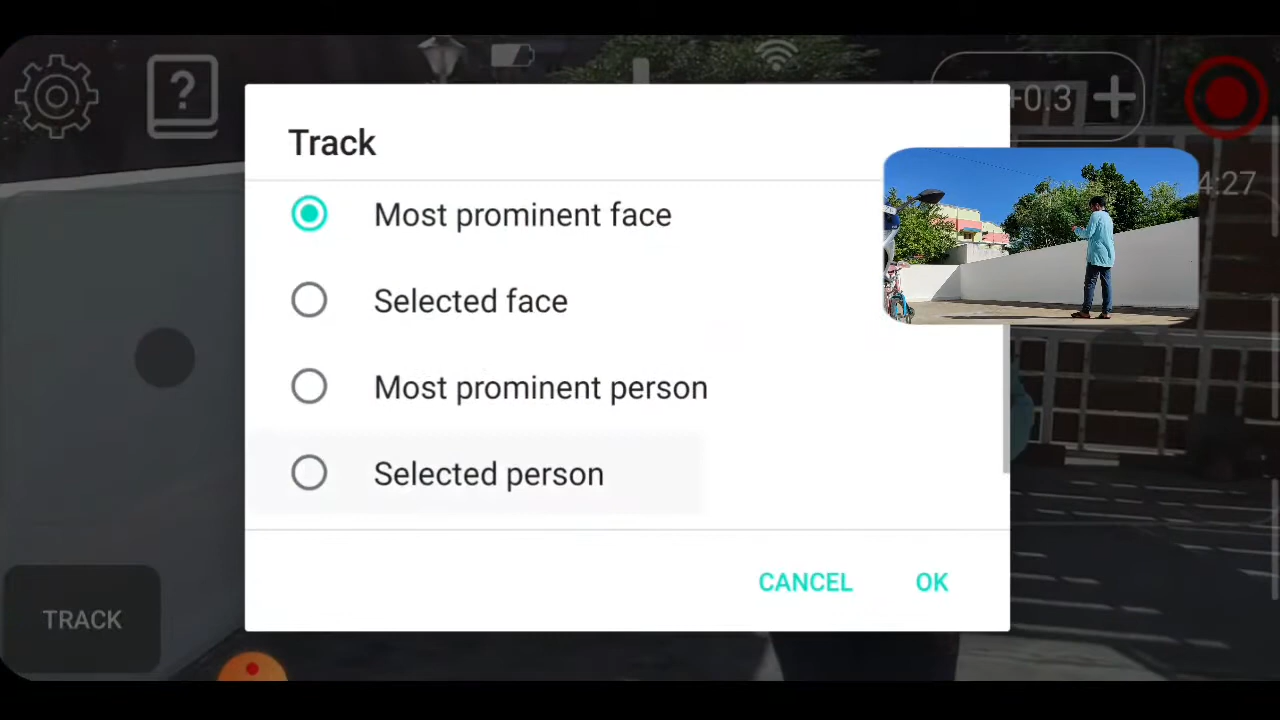 ?
+0.3 +
Track
4:27
Most prominent face
Selected face
Most prominent person
Selected person
CANCEL OK
TRACK